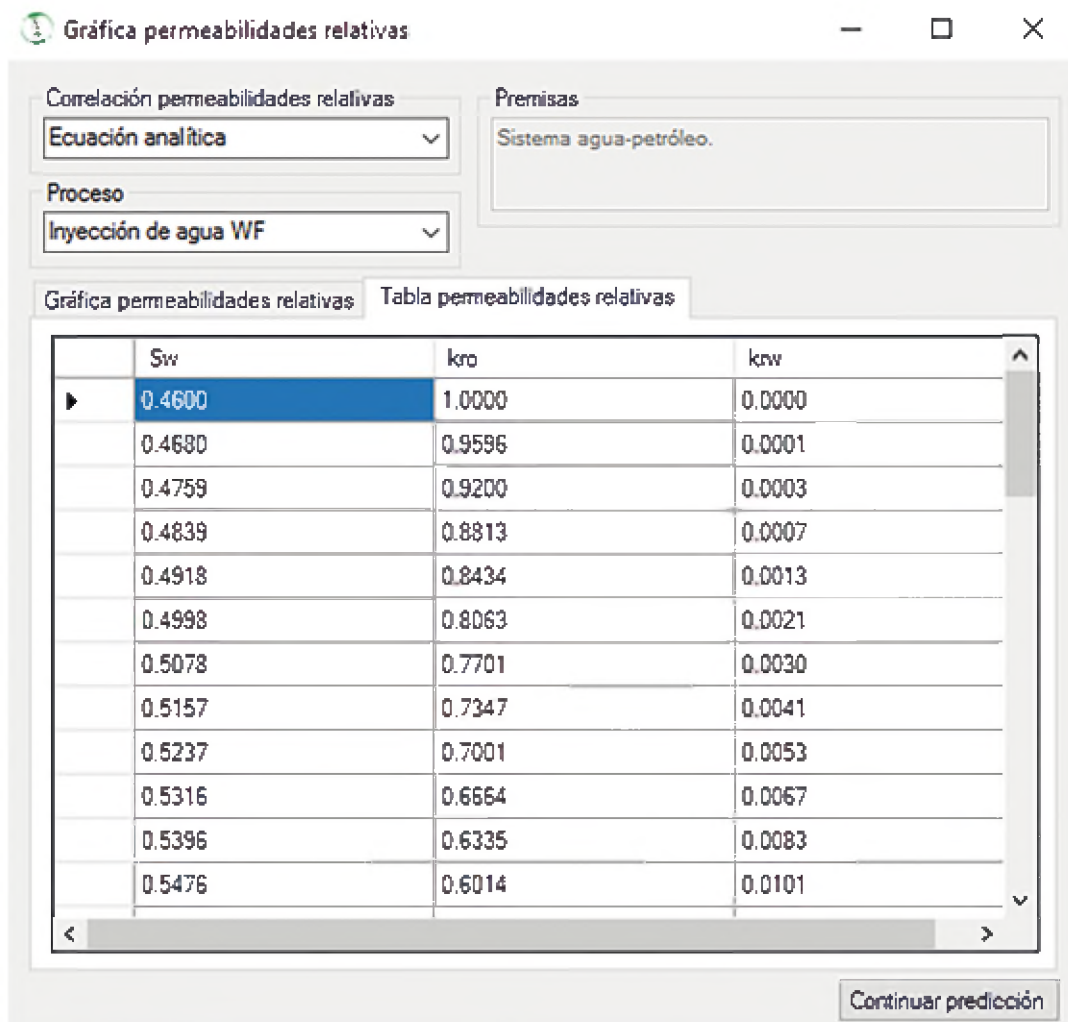 Gráfica permeabilidades relativas
Correlación permeabilidades relativas
Ecuación analítica
Premisas
Sistema agua-petróleo.
Proceso
Inyección de agua WF
Gráfica permeabilidades relativas Tabla permeabilidades relativas
Sw kro krw
0.4600 1.0000 0.0000
0.4680 0.9596 0.0001
0.4759 0.9200 0.0003
0.4839 0.8813 0.0007
0.4918 0.8434 0.0013
0.4998 0.8063 0.0021
0.5078 0.7701 0.0030
0.5157 0.7347 0.0041
0.5237 0.7001 0.0053
0.5316 0.6664 0.0067
0.5396 0.6335 0.0083
0.5476 0.6014 0.0101
Continuar predicción